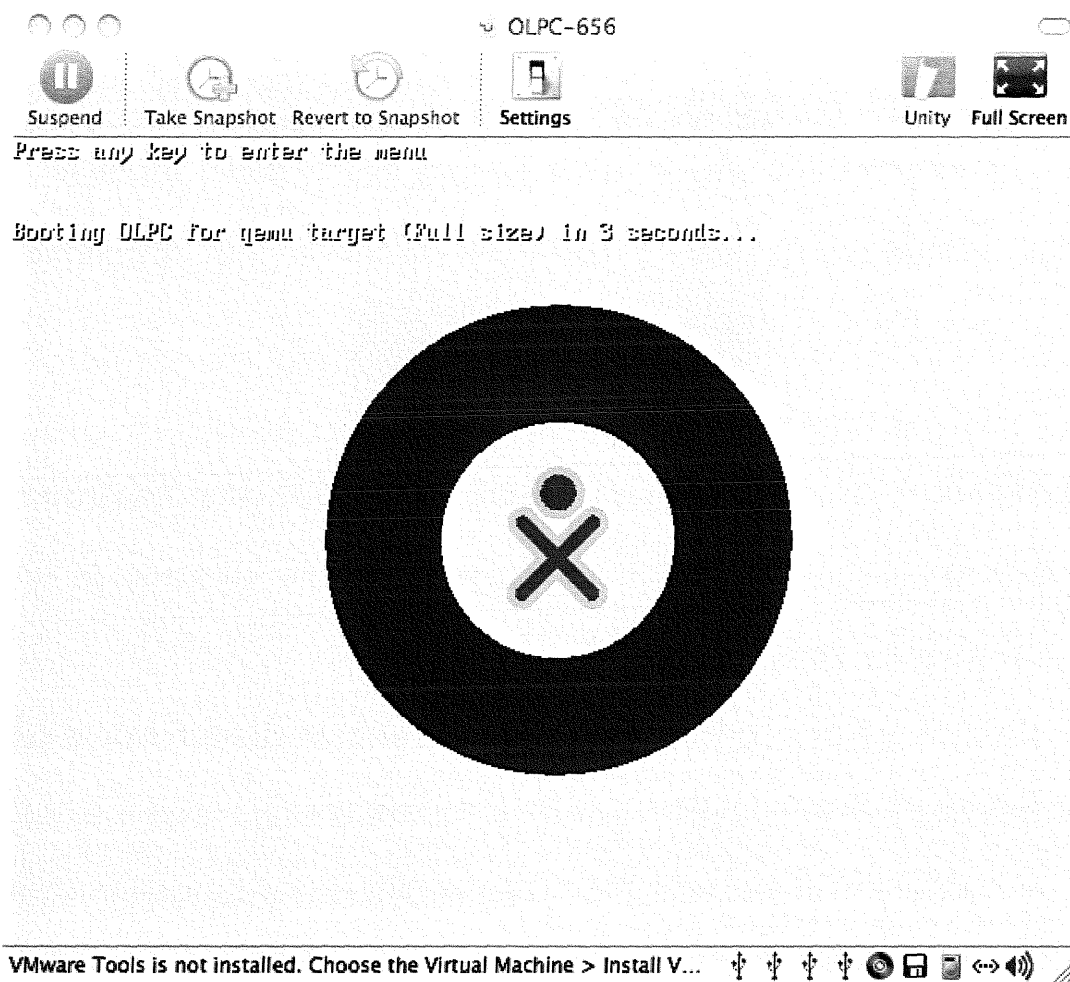 OLPC-656
Suspend Take Snapshot Revert to Snapshot Settings Unity Full Screen
Press any key to enter the menu
Booting OLPC for qemu target (Full size) in 3 seconds...
VMware Tools is not installed. Choose the Virtual Machine > Install V...